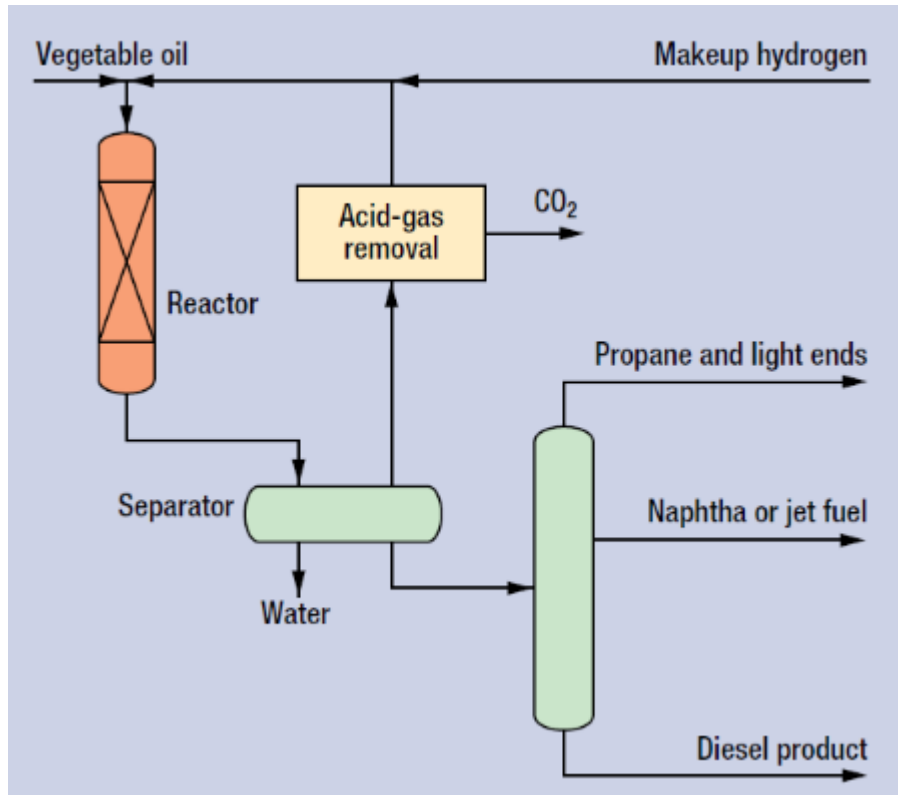 Vegetable oil
Makeup hydrogen
Acid-gas
removal
CO₂
Reactor
Propane and light ends
Separator
Naphtha or jet fuel
Water
Diesel product